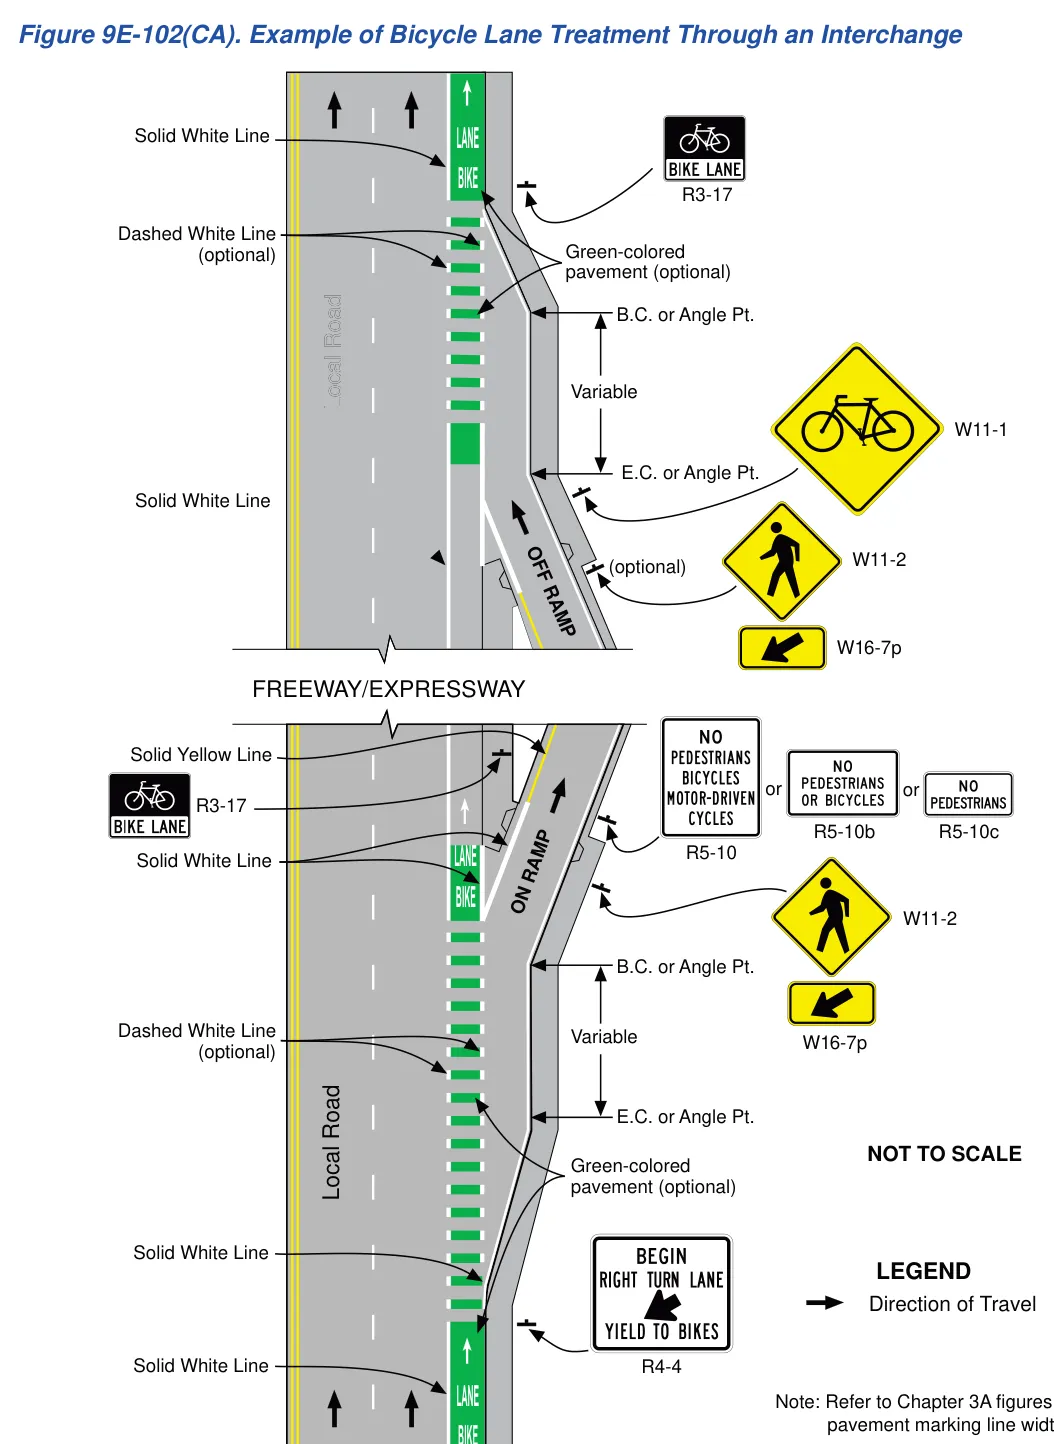 Figure 9E-102(CA). Example of Bicycle Lane Treatment Through an Interchange
Solid White Line
LANE
BIKE
BIKE LANE
R3-17
Dashed White Line
(optional)
Green-colored
pavement (optional)
Local Road
B.C. or Angle Pt.
Variable
E.C. or Angle Pt.
W11-1
Solid White Line
OFF RAMP
(optional)
W11-2
W16-7p
FREEWAY/EXPRESSWAY
Solid Yellow Line
BIKE LANE
R3-17
Solid White Line
LANE
BIKE
ON RAMP
NO
PEDESTRIANS
BICYCLES
MOTOR-DRIVEN
CYCLES
R5-10
or
NO
PEDESTRIANS
OR BICYCLES
R5-10b
or
NO
PEDESTRIANS
R5-10c
W11-2
W16-7p
B.C. or Angle Pt.
Dashed White Line
(optional)
Variable
E.C. or Angle Pt.
Local Road
Green-colored
pavement (optional)
NOT TO SCALE
Solid White Line
BEGIN
RIGHT TURN LANE
YIELD TO BIKES
R4-4
LEGEND
Direction of Travel
Solid White Line
LANE
BIKE
Note: Refer to Chapter 3A figures
pavement marking line widt